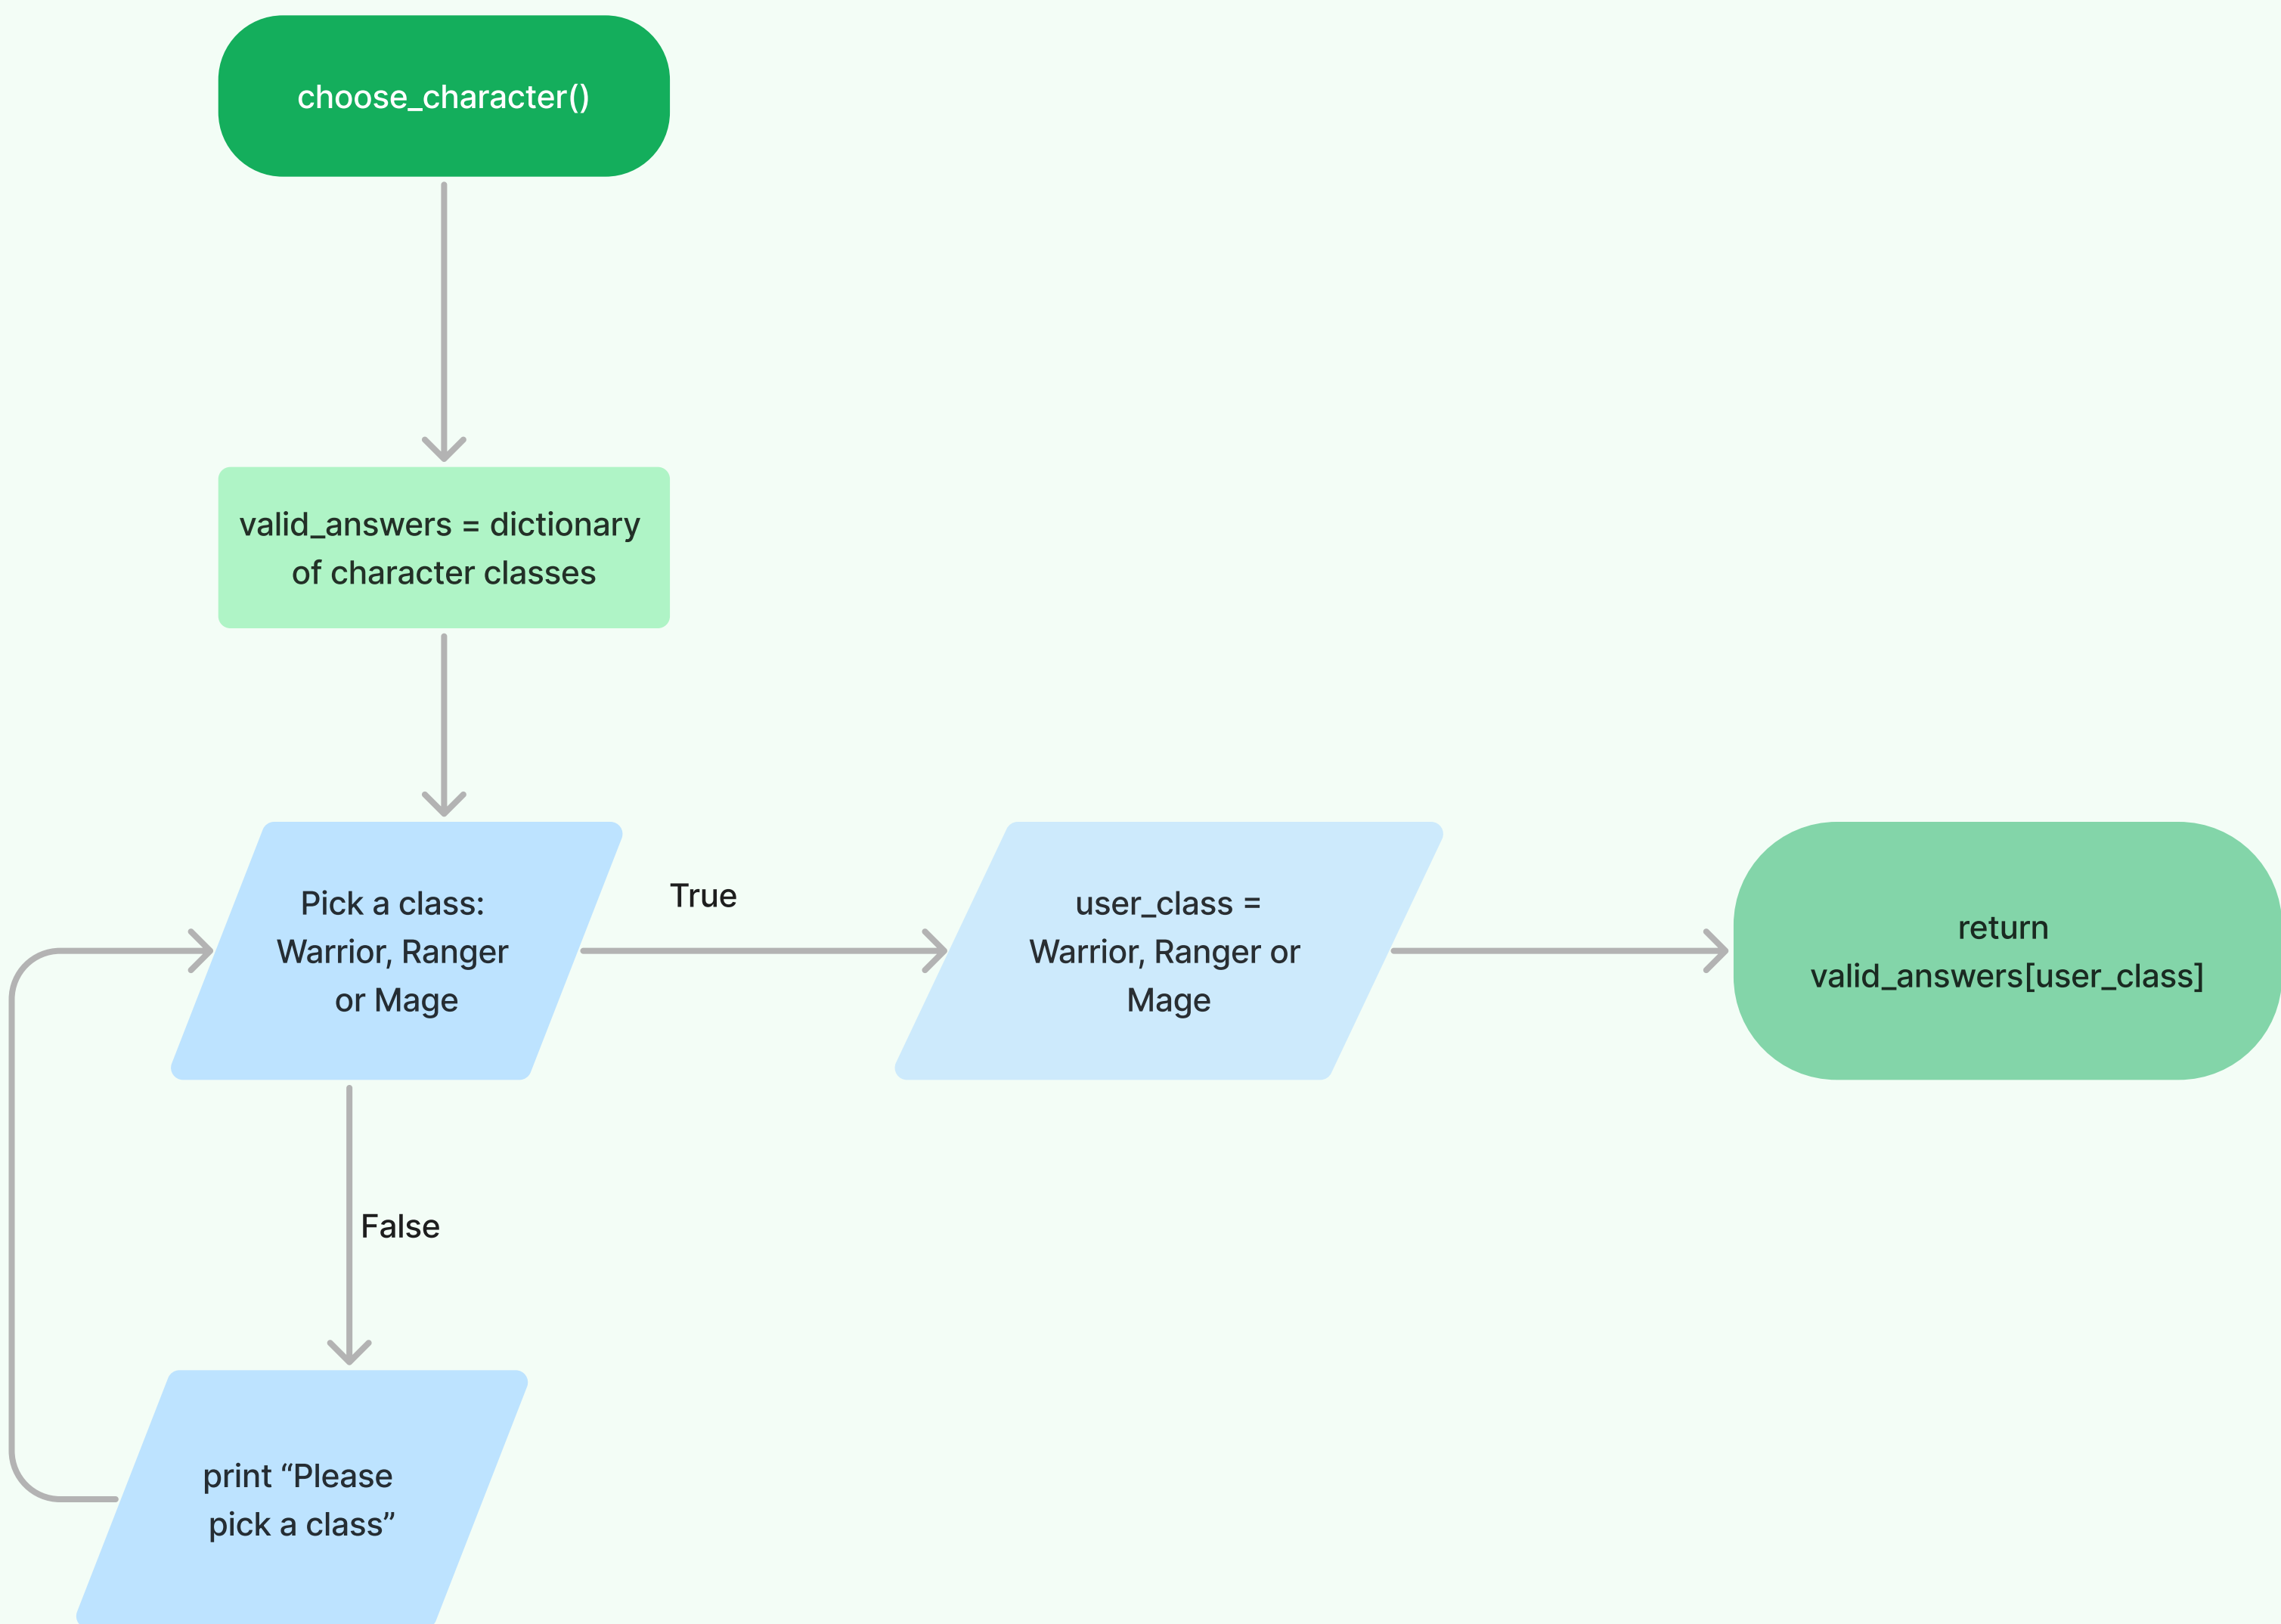 choose_character()
valid_answers = dictionary
of character classes
Pick a class:
Warrior, Ranger
or Mage
True
user_class =
Warrior, Ranger or
Mage
return
valid_answers[user_class]
False
print “Please
pick a class”